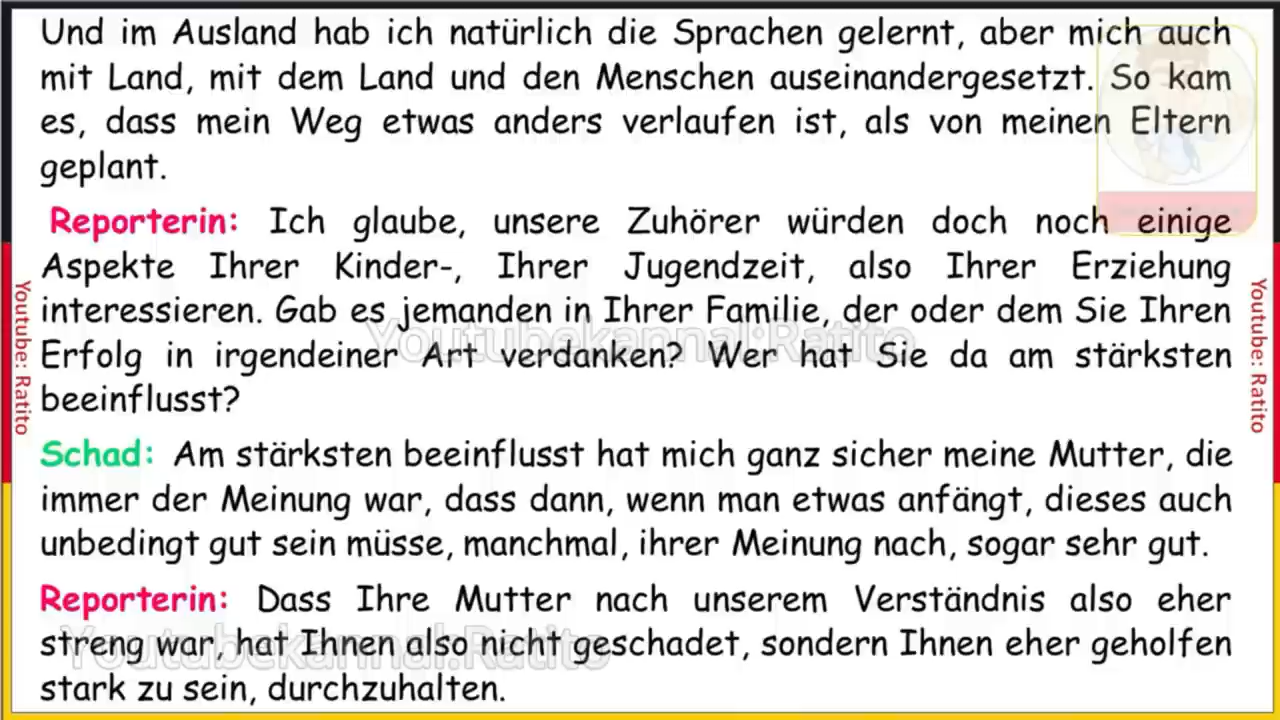 Und im Ausland hab ich natürlich die Sprachen gelernt, aber mich auch
mit Land, mit dem Land und den Menschen auseinandergesetzt. So kam
es, dass mein Weg etwas anders verlaufen ist, als von meinen Eltern
geplant.
Reporterin: Ich glaube, unsere Zuhörer würden doch noch einige
Aspekte Ihrer Kinder-, Ihrer Jugendzeit, also Ihrer Erziehung
interessieren. Gab es jemanden in Ihrer Familie, der oder dem Sie Ihren
Erfolg in irgendeiner Art verdanken? Wer hat Sie da am stärksten
beeinflusst?
Schad: Am stärksten beeinflusst hat mich ganz sicher meine Mutter, die
immer der Meinung war, dass dann, wenn man etwas anfängt, dieses auch
unbedingt gut sein müsse, manchmal, ihrer Meinung nach, sogar sehr gut.
Reporterin: Dass Ihre Mutter nach unserem Verständnis also eher
streng war, hat Ihnen also nicht geschadet, sondern Ihnen eher geholfen
stark zu sein, durchzuhalten.
Youtube: Ratito
Youtube: Ratito
Youtubekannal:Ratito
Youtubekannal:Ratito